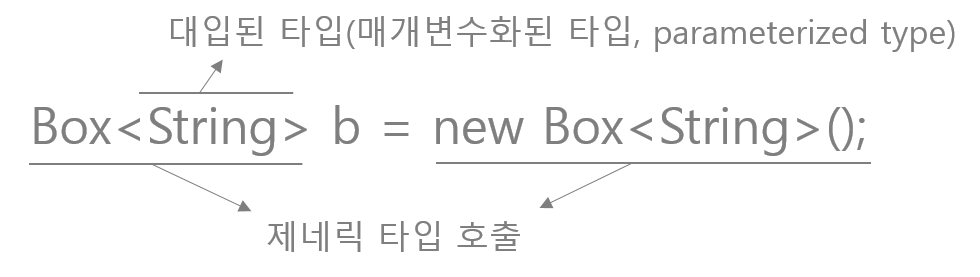 대입된 타입(매개변수화된 타입, parameterized type)
Box<String> b = new Box<String>();
제네릭 타입 호출